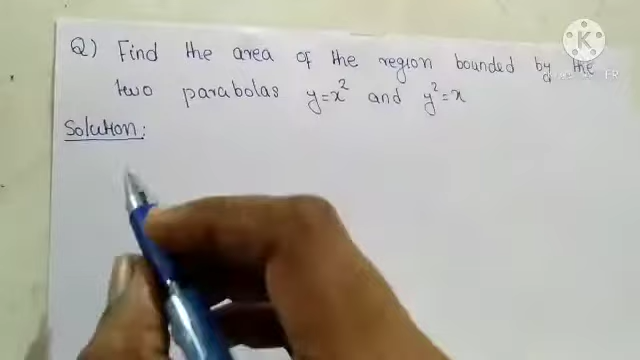 Q) Find the area of the region bounded by the
two parabolas y=x² and y²=x
Solution: